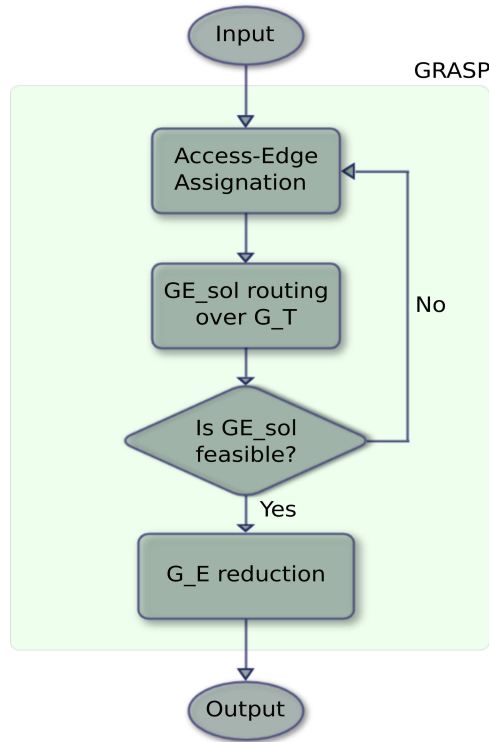 Input
GRASP
Access-Edge
Assignation
GE_sol routing
over G_T
No
Is GE_sol
feasible?
Yes
G_E reduction
Output